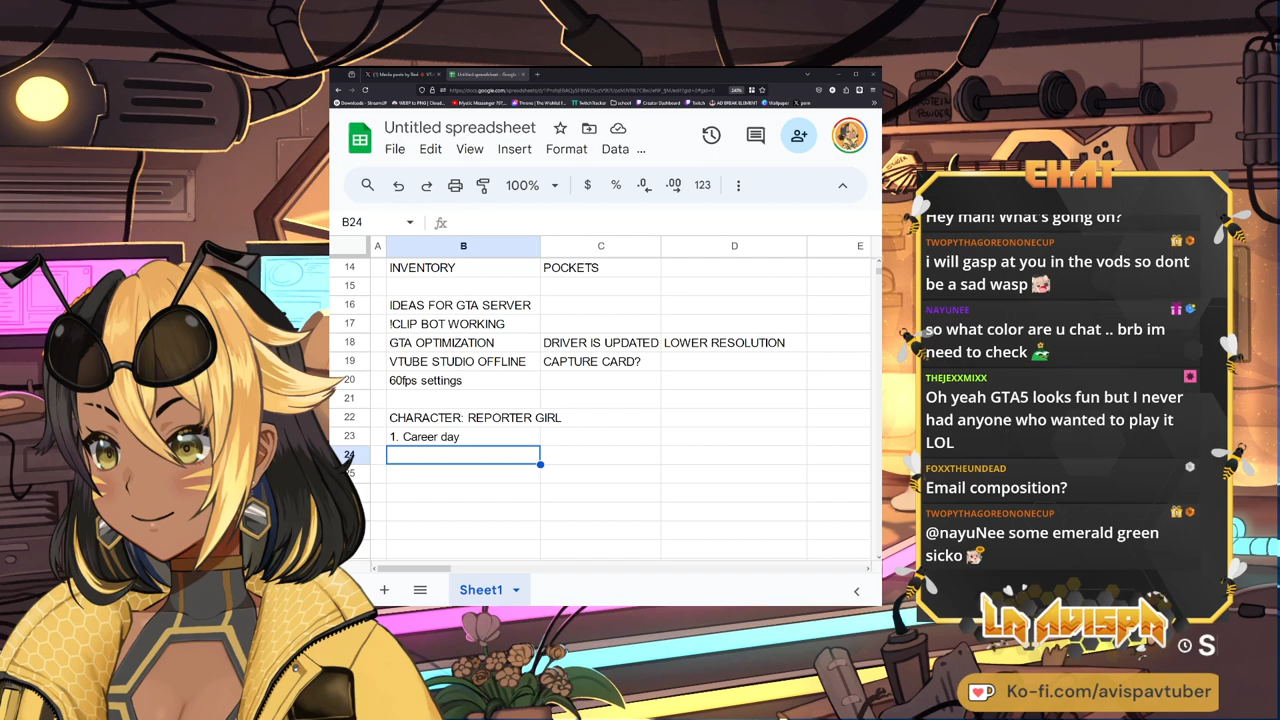 Untitled spreadsheet
File Edit View Insert Format Data ...
100% $ % .0 .00 123
B24 fx
A B C D E
14 INVENTORY POCKETS
15
16 IDEAS FOR GTA SERVER
17 !CLIP BOT WORKING
18 GTA OPTIMIZATION DRIVER IS UPDATED LOWER RESOLUTION
19 VTUBE STUDIO OFFLINE CAPTURE CARD?
20 60fps settings
21
22 CHARACTER: REPORTER GIRL
23 1. Career day
24
25
Sheet1
CHAT
Hey man! What's going on?
TWOPYTHAGOREONONECUP
i will gasp at you in the vods so dont
be a sad wasp
NAYUNEE
so what color are u chat .. brb im
need to check
THEJEXXMIXX
Oh yeah GTA5 looks fun but I never
had anyone who wanted to play it
LOL
FOXXTHEUNDEAD
Email composition?
TWOPYTHAGOREONONECUP
@nayuNee some emerald green
sicko
LA AVISPA
S
Ko-fi.com/avispavtuber